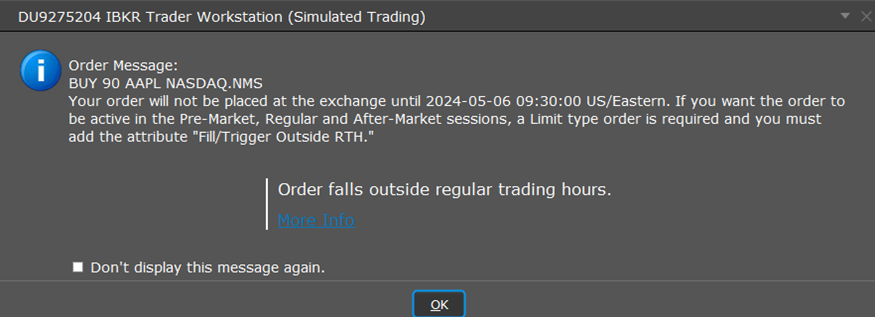 DU9275204 IBKR Trader Workstation (Simulated Trading)
Order Message:
BUY 90 AAPL NASDAQ.NMS
Your order will not be placed at the exchange until 2024-05-06 09:30:00 US/Eastern. If you want the order to
be active in the Pre-Market, Regular and After-Market sessions, a Limit type order is required and you must
add the attribute "Fill/Trigger Outside RTH."
Order falls outside regular trading hours.
More Info
Don't display this message again.
OK